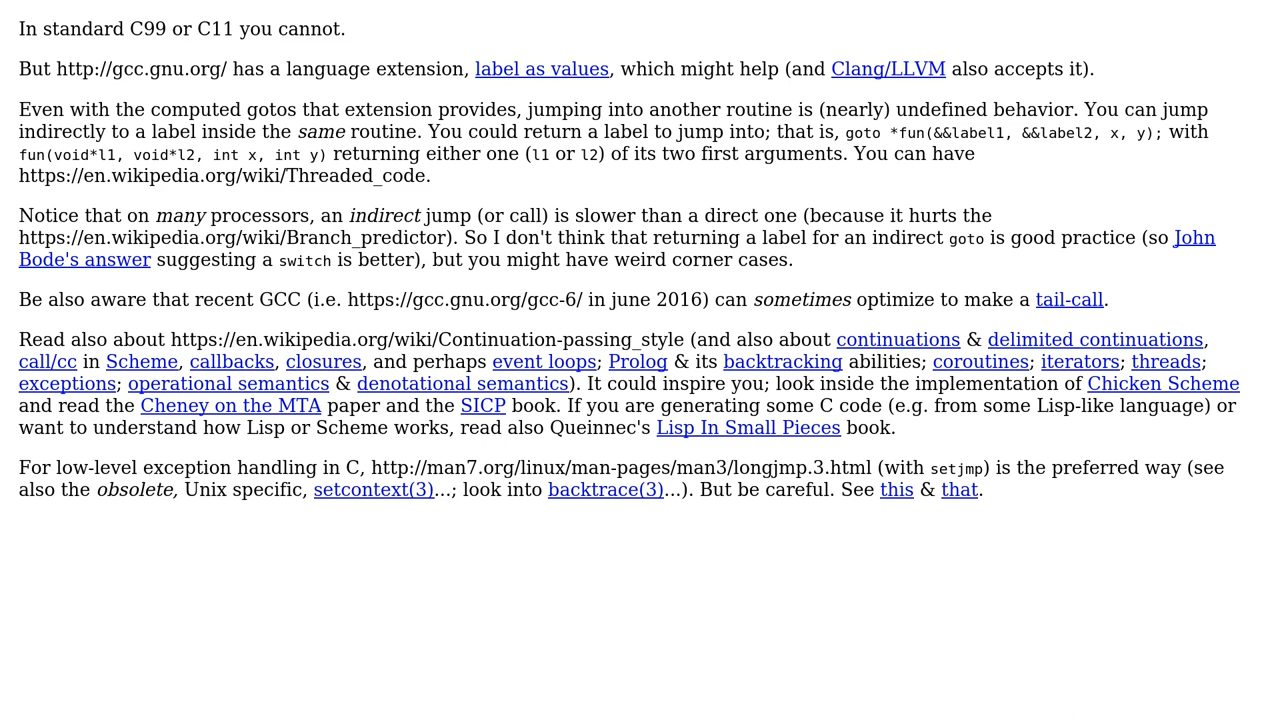 In standard C99 or C11 you cannot.
But http://gcc.gnu.org/ has a language extension, label as values, which might help (and Clang/LLVM also accepts it).
Even with the computed gotos that extension provides, jumping into another routine is (nearly) undefined behavior. You can jump
indirectly to a label inside the same routine. You could return a label to jump into; that is, goto *fun(&&label1, &&label2, x, y); with
fun(void*l1, void*l2, int x, int y) returning either one (l1 or l2) of its two first arguments. You can have
https://en.wikipedia.org/wiki/Threaded_code.
Notice that on many processors, an indirect jump (or call) is slower than a direct one (because it hurts the
https://en.wikipedia.org/wiki/Branch_predictor). So I don't think that returning a label for an indirect goto is good practice (so John
Bode's answer suggesting a switch is better), but you might have weird corner cases.
Be also aware that recent GCC (i.e. https://gcc.gnu.org/gcc-6/ in june 2016) can sometimes optimize to make a tail-call.
Read also about https://en.wikipedia.org/wiki/Continuation-passing_style (and also about continuations & delimited continuations,
call/cc in Scheme, callbacks, closures, and perhaps event loops; Prolog & its backtracking abilities; coroutines; iterators; threads;
exceptions; operational semantics & denotational semantics). It could inspire you; look inside the implementation of Chicken Scheme
and read the Cheney on the MTA paper and the SICP book. If you are generating some C code (e.g. from some Lisp-like language) or
want to understand how Lisp or Scheme works, read also Queinnec's Lisp In Small Pieces book.
For low-level exception handling in C, http://man7.org/linux/man-pages/man3/longjmp.3.html (with setjmp) is the preferred way (see
also the obsolete, Unix specific, setcontext(3)...; look into backtrace(3)...). But be careful. See this & that.